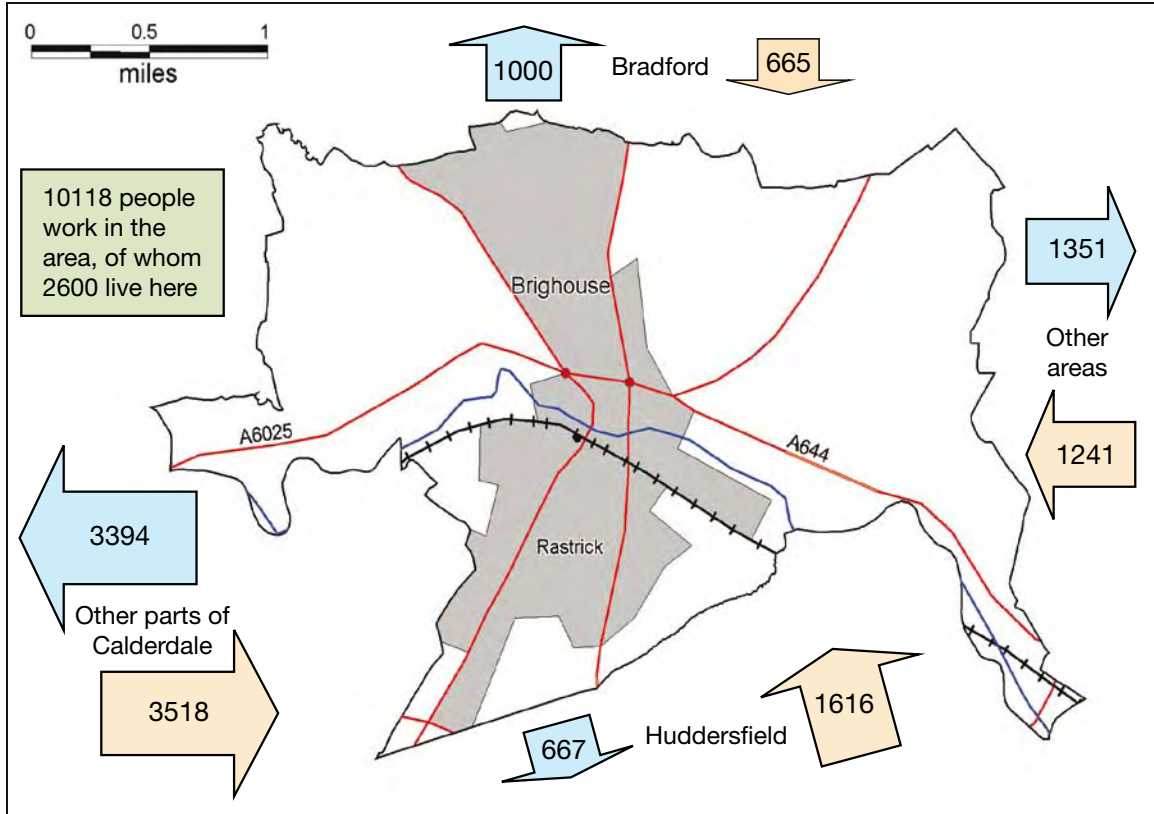 0 0.5 1
miles
1000
Bradford
665
10118 people
work in the
area, of whom
2600 live here
1351
Brighouse
Other
areas
A6025
A644
1241
3394
Rastrick
Other parts of
Calderdale
3518
1616
667
Huddersfield